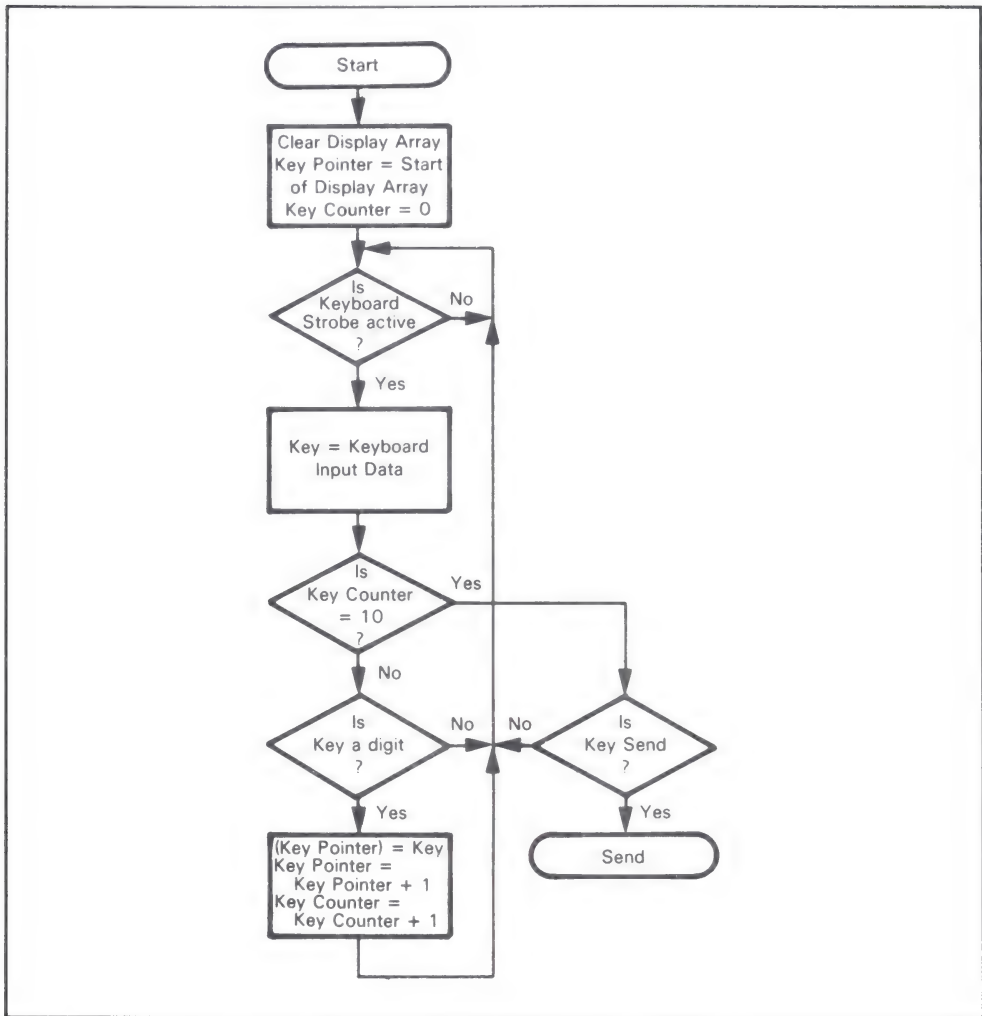 Start
Clear Display Array
Key Pointer = Start
of Display Array
Key Counter = 0
Is
Keyboard
Strobe active
?
No
Yes
Key = Keyboard
Input Data
Is
Key Counter
= 10
?
Yes
No
Is
Key a digit
?
No
No
Is
Key Send
?
Yes
Yes
(Key Pointer) = Key
Key Pointer =
Key Pointer + 1
Key Counter =
Key Counter + 1
Send